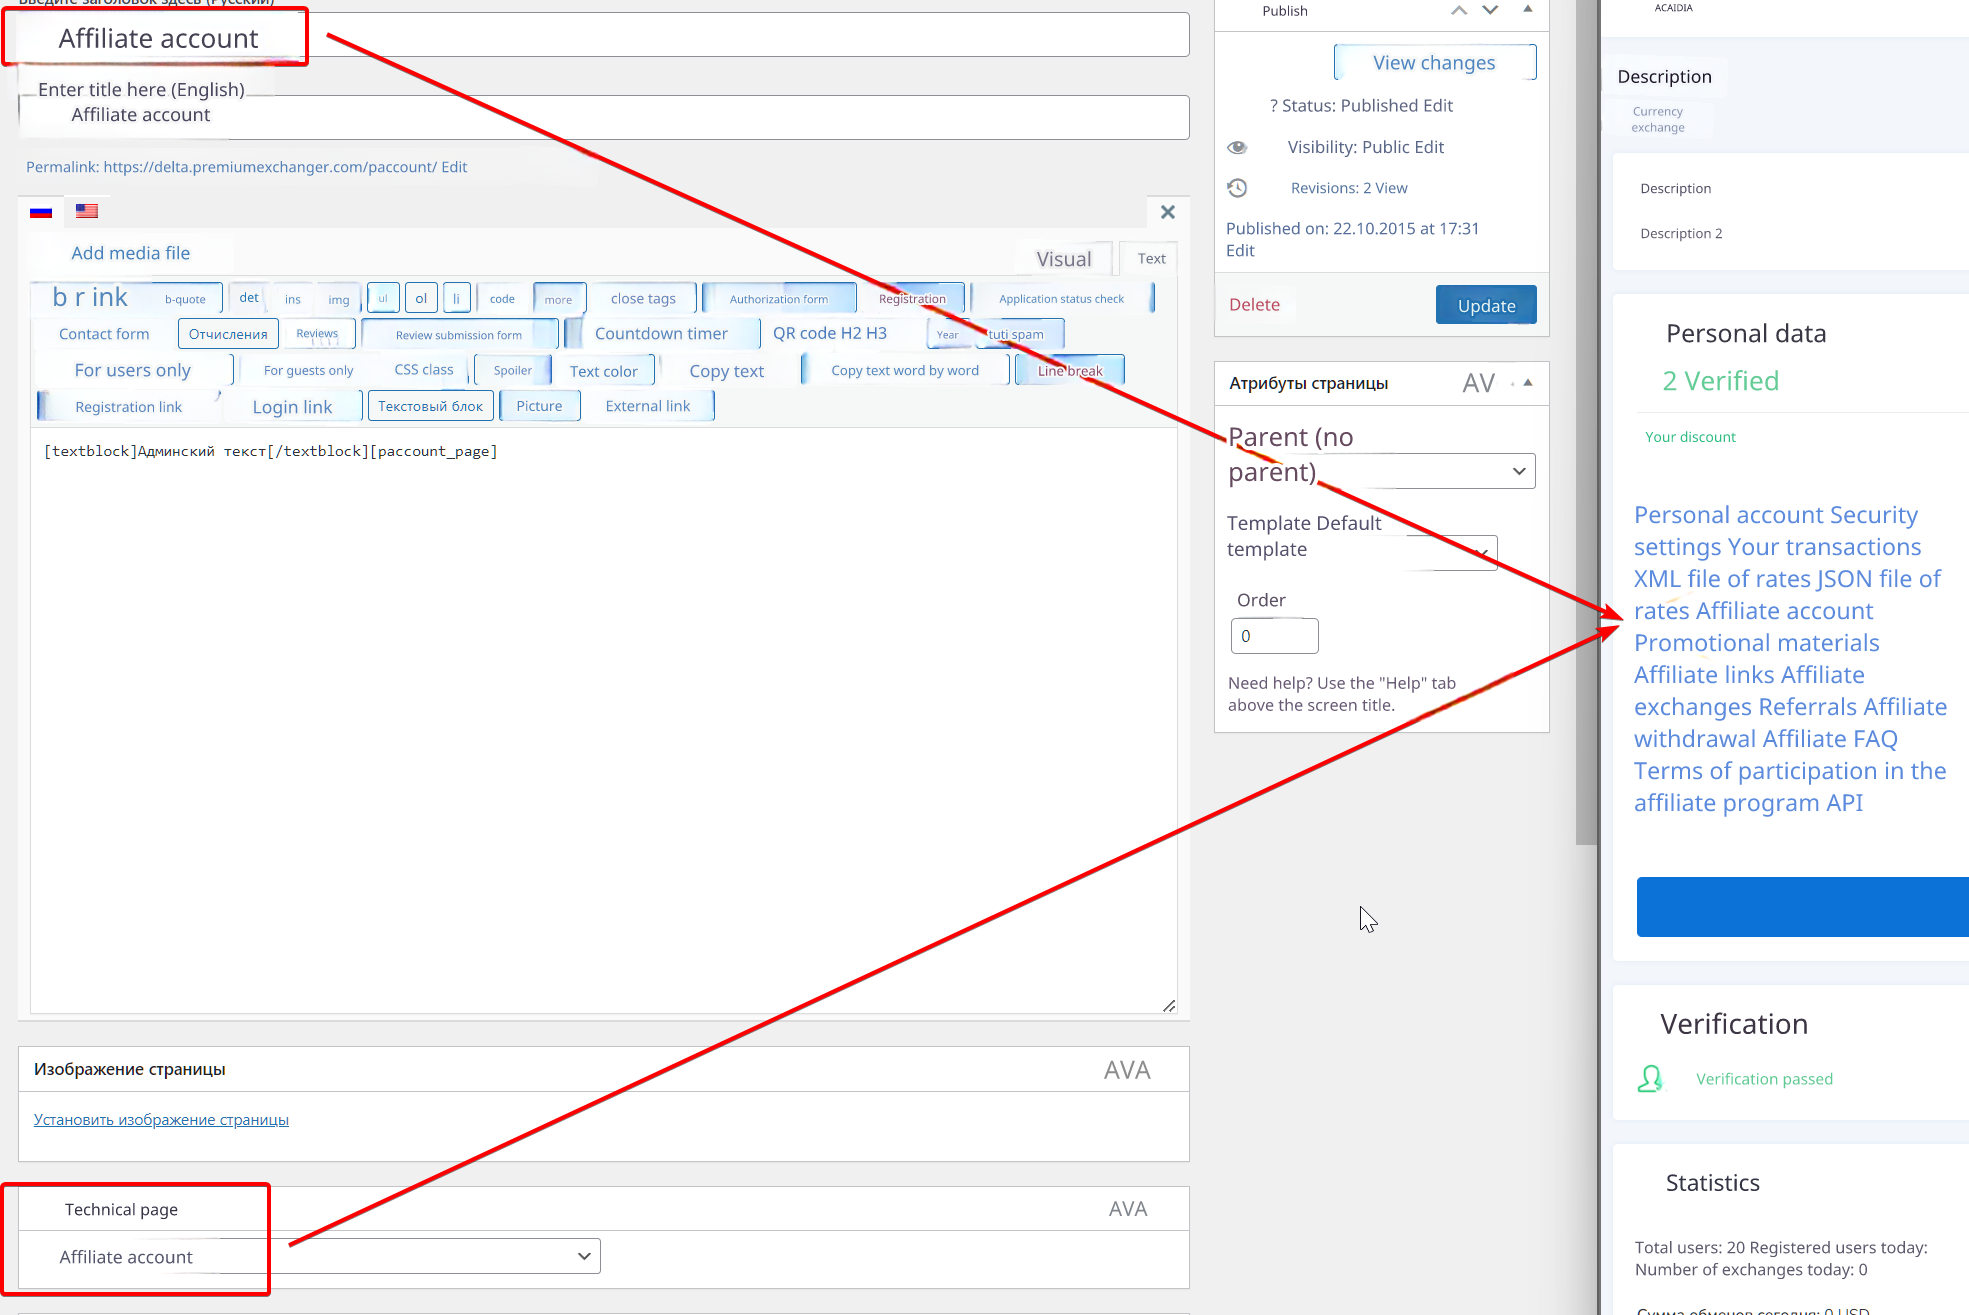 Введите заголовок здесь (Русский)
Affiliate account
Enter title here (English)
Affiliate account
Permalink: https://delta.premiumexchanger.com/paccount/ Edit
Add media file
Visual
Text
b r ink b-quote det ins img ul ol li code more close tags Authorization form Registration Application status check
Contact form Отчисления Reviews Review submission form Countdown timer QR code H2 H3 Year tuti spam
For users only For guests only CSS class Spoiler Text color Copy text Copy text word by word Line break
Registration link Login link Текстовый блок Picture External link
[textblock]Админский текст[/textblock][paccount_page]
Изображение страницы AVA
Установить изображение страницы
Technical page AVA
Affiliate account
Publish
View changes
? Status: Published Edit
Visibility: Public Edit
Revisions: 2 View
Published on: 22.10.2015 at 17:31
Edit
Delete
Update
Атрибуты страницы AV
Parent (no
parent)
Template Default
template
Order
0
Need help? Use the "Help" tab
above the screen title.
ACAIDIA
Description
Currency
exchange
Description
Description 2
Personal data
2 Verified
Your discount
Personal account Security
settings Your transactions
XML file of rates JSON file of
rates Affiliate account
Promotional materials
Affiliate links Affiliate
exchanges Referrals Affiliate
withdrawal Affiliate FAQ
Terms of participation in the
affiliate program API
Verification
Verification passed
Statistics
Total users: 20 Registered users today:
Number of exchanges today: 0
Сумма обменов сегодня: 0 USD